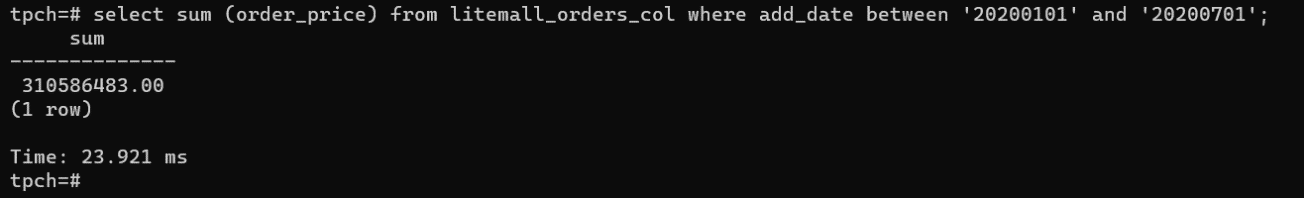 tpch=# select sum (order_price) from litemall_orders_col where add_date between '20200101' and '20200701';
     sum
--------------
 310586483.00
(1 row)

Time: 23.921 ms
tpch=#